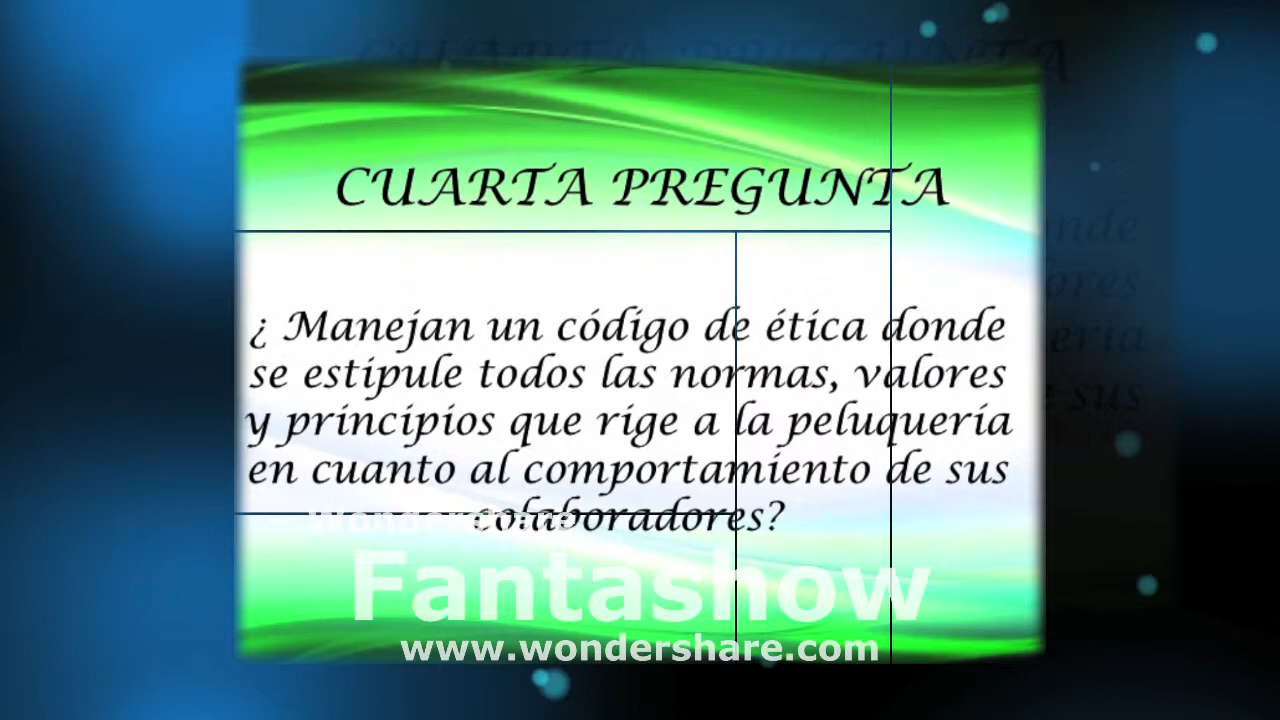 CUARTA PREGUNTA
¿ Manejan un código de ética donde
se estipule todos las normas, valores
y principios que rige a la peluquería
en cuanto al comportamiento de sus
colaboradores?
Wondershare
Fantashow
www.wondershare.com